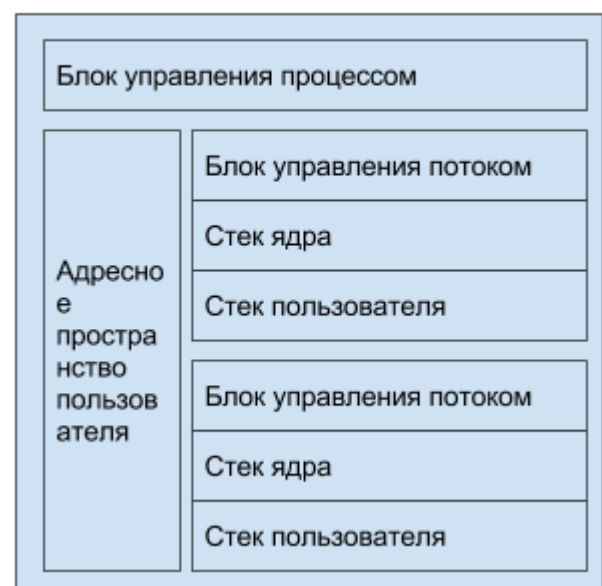 Блок управления процессом
Адресно
е
простра
нство
пользов
ателя
Блок управления потоком
Стек ядра
Стек пользователя
Блок управления потоком
Стек ядра
Стек пользователя